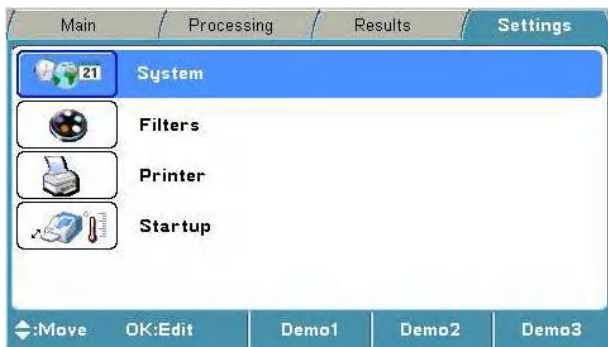 Main Processing Results Settings
21 System
Filters
Printer
Startup
:Move OK:Edit Demo1 Demo2 Demo3